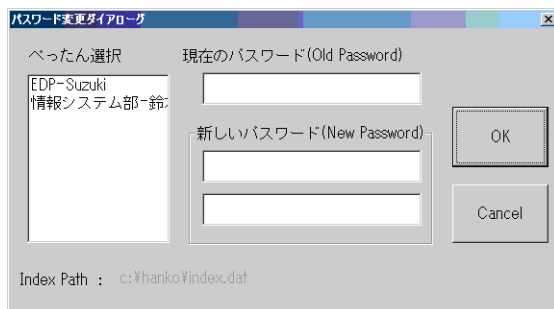 パスワード変更ダイアローグ
ぺったん選択
現在のパスワード(Old Password)
EDP-Suzuki
情報システム部-鈴
新しいパスワード(New Password)
OK
Cancel
Index Path : c:¥hanko¥index.dat